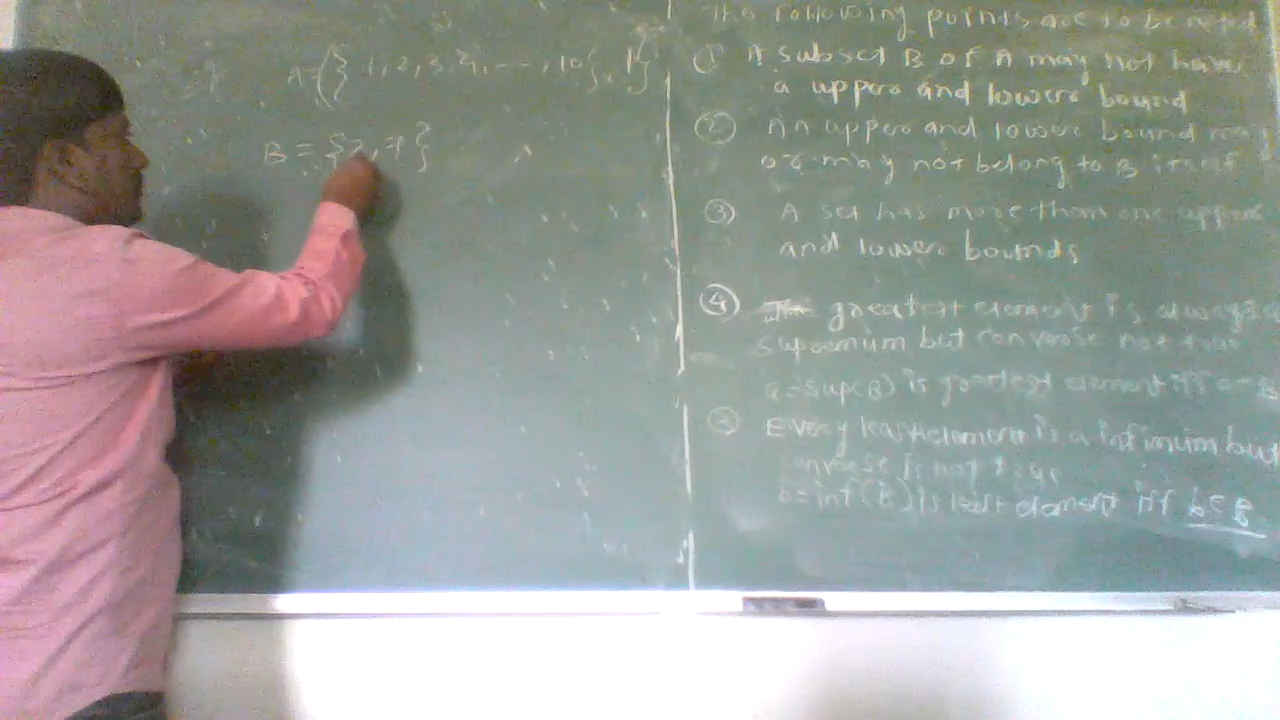 A = ({ 1, 2, 3, 4, ---, 10}, |}
B = {2, 7}
The following points are to be noted
① A subset B of A may not have
a upper and lower bound
② An upper and lower bound may
or may not belong to B itself
③ A set has more than one upper
and lower bounds
④ greatest element is always
supremum but converse not true
a = sup(B) is greatest element iff a
Every least element is a infimum but
converse is not true
b = inf(B) is least element iff b ∈ B